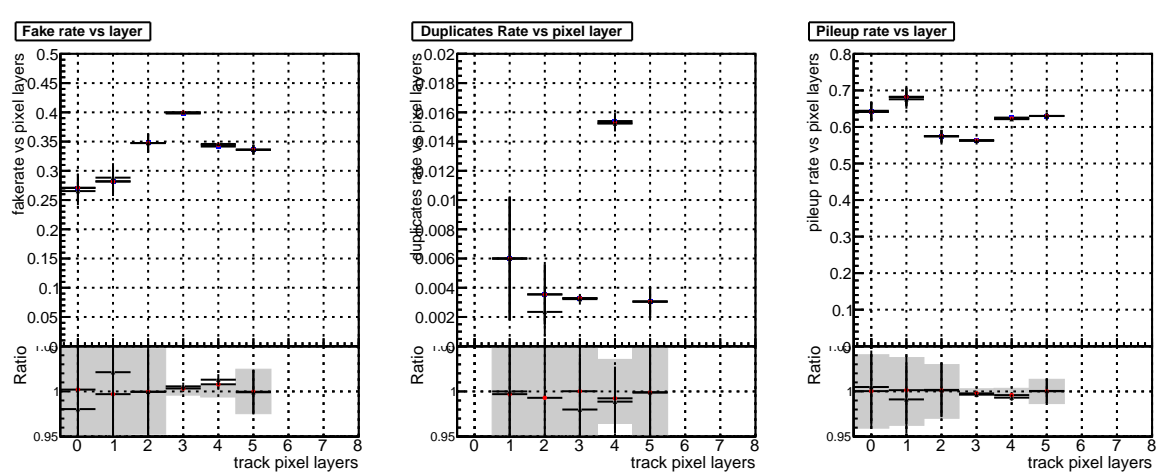 Fake rate vs layer
fakerate vs pixel layers
0.5
0.45
0.4
0.35
0.3
0.25
0.2
0.15
0.1
0.05
0
Ratio
1
0.95
0 1 2 3 4 5 6 7 8
track pixel layers
Duplicates Rate vs pixel layer
duplicates rate vs pixel layers
0.02
0.018
0.016
0.014
0.012
0.01
0.008
0.006
0.004
0.002
0
Ratio
1
0.95
0 1 2 3 4 5 6 7 8
track pixel layers
Pileup rate vs layer
pileup rate vs pixel layers
0.8
0.7
0.6
0.5
0.4
0.3
0.2
0.1
0
Ratio
1
0.95
0 1 2 3 4 5 6 7 8
track pixel layers